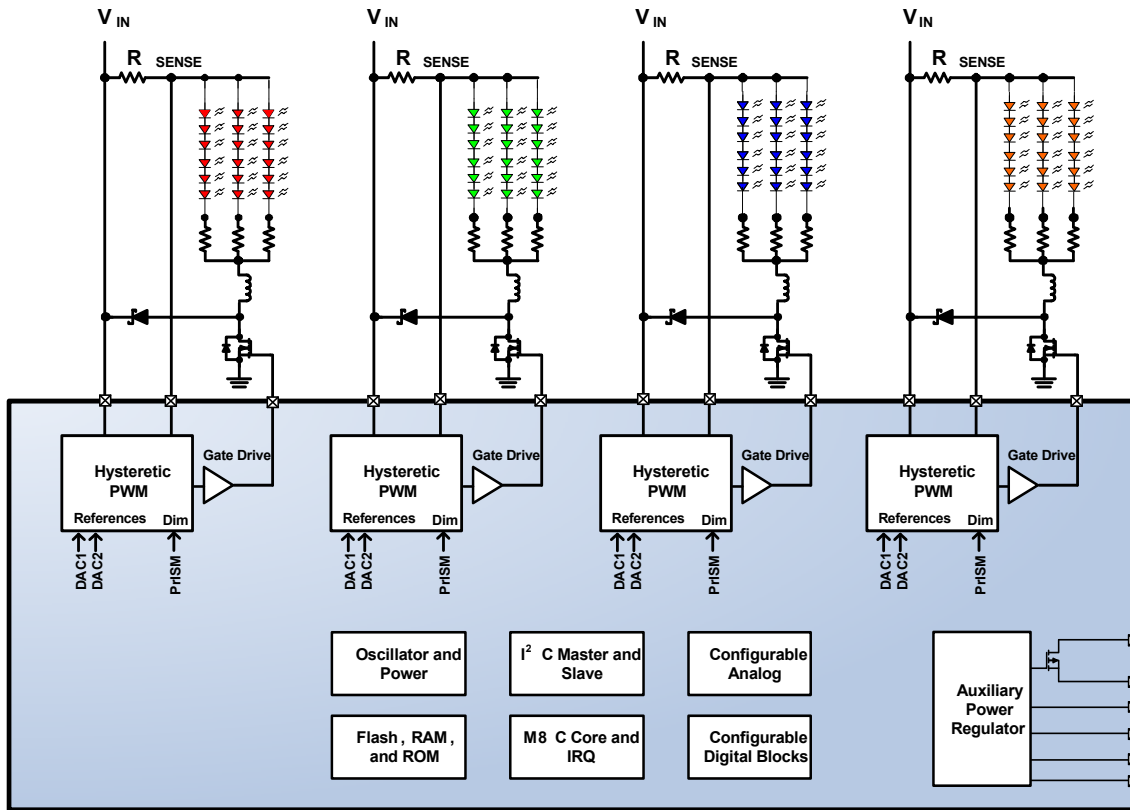 V IN V IN V IN V IN
R SENSE R SENSE R SENSE R SENSE
Hysteretic PWM
References Dim
Gate Drive
DAC1
DAC2
PrISM
Hysteretic PWM
References Dim
Gate Drive
DAC1
DAC2
PrISM
Hysteretic PWM
References Dim
Gate Drive
DAC1
DAC2
PrISM
Hysteretic PWM
References Dim
Gate Drive
DAC1
DAC2
PrISM
Oscillator and
Power
I² C Master and
Slave
Configurable
Analog
Flash , RAM ,
and ROM
M8 C Core and
IRQ
Configurable
Digital Blocks
Auxiliary
Power
Regulator